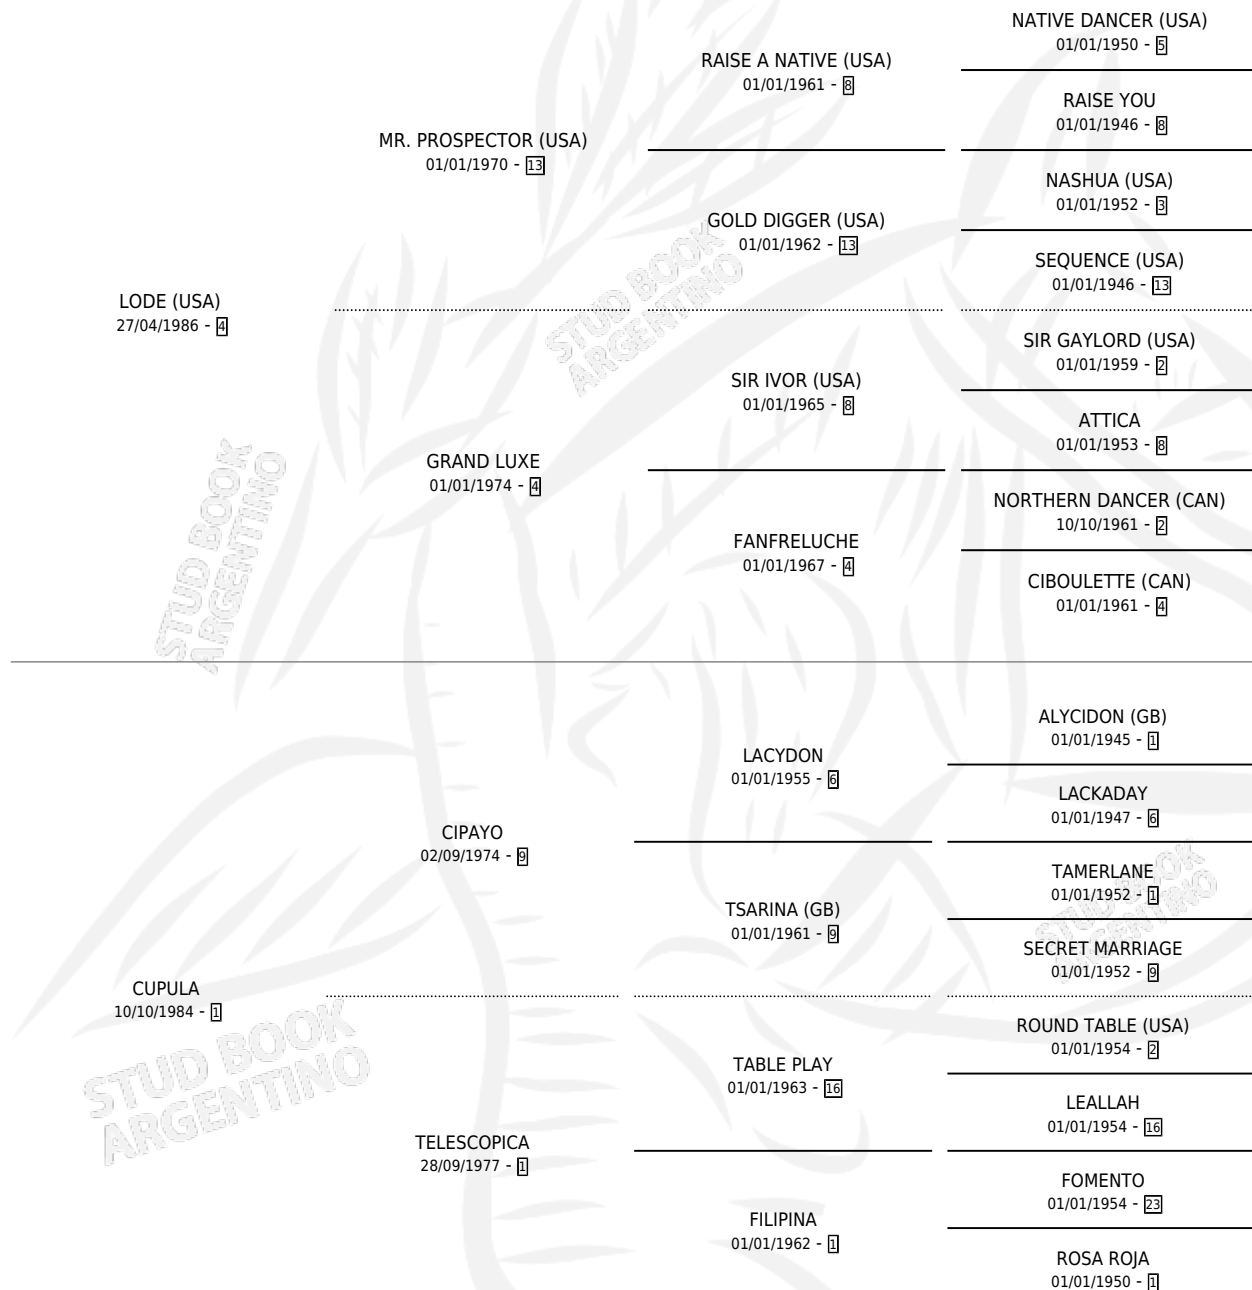 NATIVE DANCER (USA)
01/01/1950 - 5
RAISE A NATIVE (USA)
01/01/1961 - 8
RAISE YOU
01/01/1946 - 8
MR. PROSPECTOR (USA)
01/01/1970 - 13
NASHUA (USA)
01/01/1952 - 3
GOLD DIGGER (USA)
01/01/1962 - 13
SEQUENCE (USA)
01/01/1946 - 13
STUD BOOK
ARGENTINO
LODE (USA)
27/04/1986 - 4
SIR GAYLORD (USA)
01/01/1959 - 2
SIR IVOR (USA)
01/01/1965 - 8
ATTICA
01/01/1953 - 8
GRAND LUXE
01/01/1974 - 4
NORTHERN DANCER (CAN)
10/10/1961 - 2
FANFRELUCHE
01/01/1967 - 4
CIBOULETTE (CAN)
01/01/1961 - 4
STUD BOOK
ARGENTINO
ALYCIDON (GB)
01/01/1945 - 1
LACYDON
01/01/1955 - 6
LACKADAY
01/01/1947 - 6
CIPAYO
02/09/1974 - 9
TAMERLANE
01/01/1952 - 1
TSARINA (GB)
01/01/1961 - 9
SECRET MARRIAGE
01/01/1952 - 9
STUD BOOK
ARGENTINO
CUPULA
10/10/1984 - 1
ROUND TABLE (USA)
01/01/1954 - 2
TABLE PLAY
01/01/1963 - 16
LEALLAH
01/01/1954 - 16
STUD BOOK
ARGENTINO
TELESCOPICA
28/09/1977 - 1
FOMENTO
01/01/1954 - 23
FILIPINA
01/01/1962 - 1
ROSA ROJA
01/01/1950 - 1